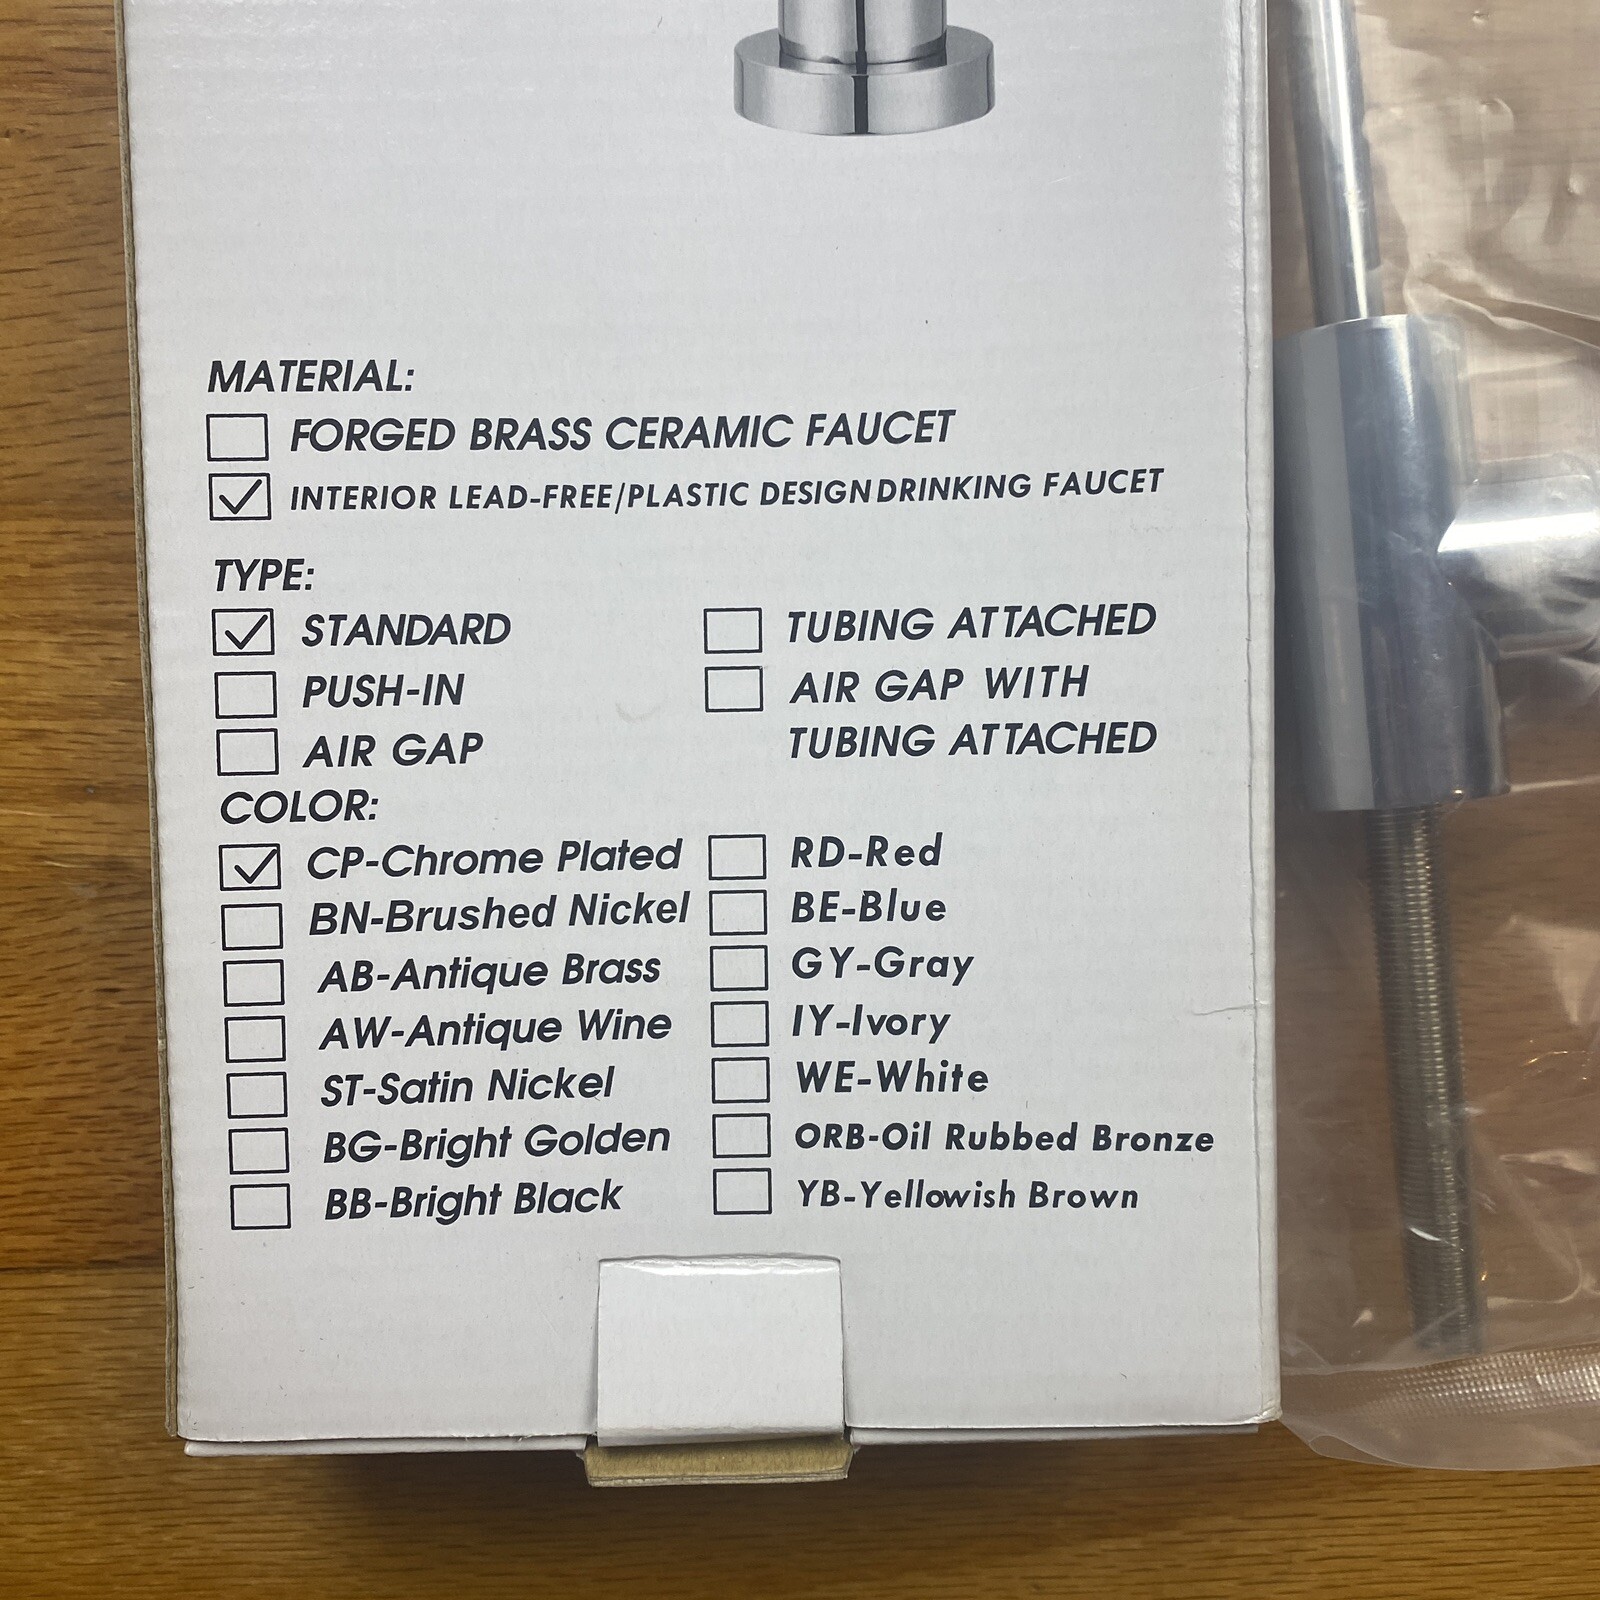 MATERIAL:
FORGED BRASS CERAMIC FAUCET
INTERIOR LEAD-FREE/PLASTIC DESIGN DRINKING FAUCET
TYPE:
STANDARD TUBING ATTACHED
PUSH-IN AIR GAP WITH
AIR GAP TUBING ATTACHED
COLOR:
CP-Chrome Plated RD-Red
BN-Brushed Nickel BE-Blue
AB-Antique Brass GY-Gray
AW-Antique Wine IY-Ivory
ST-Satin Nickel WE-White
BG-Bright Golden ORB-Oil Rubbed Bronze
BB-Bright Black YB-Yellowish Brown